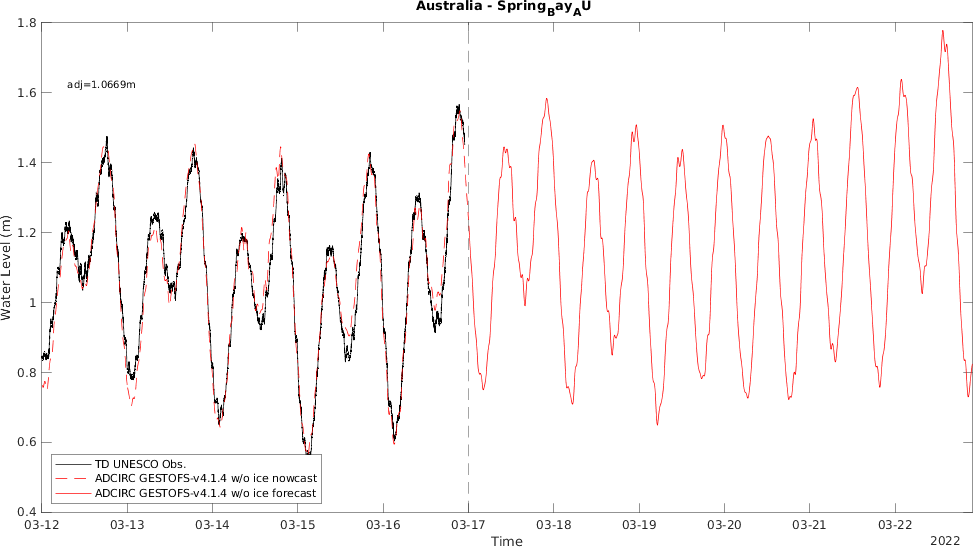 Australia - SpringBayAU
1.8
1.6
1.4
1.2
1
0.8
0.6
0.4
Water Level (m)
adj=1.0669m
TD UNESCO Obs.
ADCIRC GESTOFS-v4.1.4 w/o ice nowcast
ADCIRC GESTOFS-v4.1.4 w/o ice forecast
03-12 03-13 03-14 03-15 03-16 03-17 03-18 03-19 03-20 03-21 03-22
Time
2022